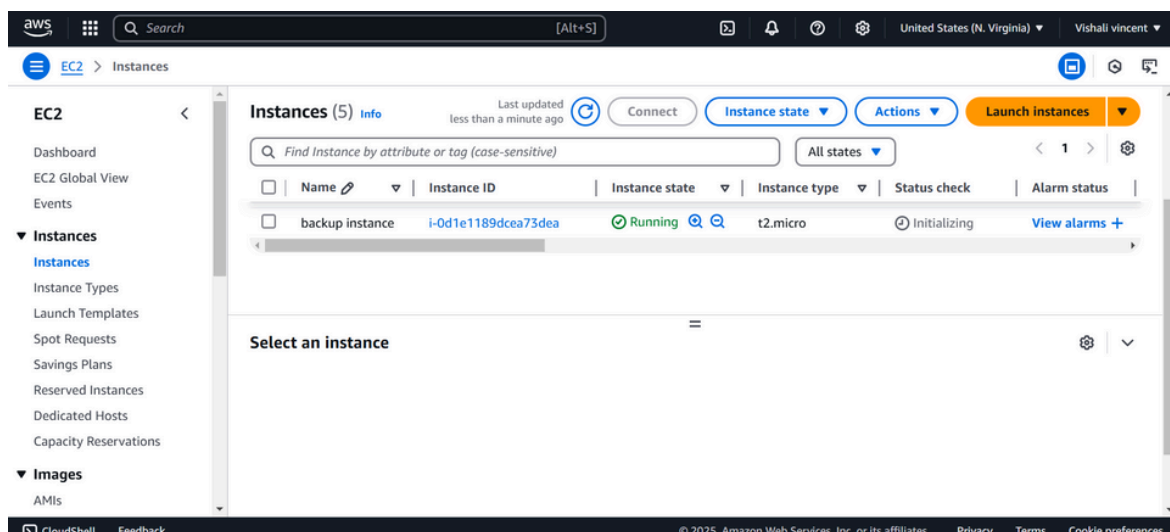 aws
Search
[Alt+S]
United States (N. Virginia)
Vishali vincent
EC2 > Instances
EC2
Dashboard
EC2 Global View
Events
Instances
Instances
Instance Types
Launch Templates
Spot Requests
Savings Plans
Reserved Instances
Dedicated Hosts
Capacity Reservations
Images
AMIs
Instances (5) Info
Last updated
less than a minute ago
Connect
Instance state
Actions
Launch instances
Find Instance by attribute or tag (case-sensitive)
All states
< 1 >
Name
Instance ID
Instance state
Instance type
Status check
Alarm status
backup instance
i-0d1e1189dcea73dea
Running
t2.micro
Initializing
View alarms +
Select an instance
CloudShell
Feedback
© 2025, Amazon Web Services, Inc. or its affiliates.
Privacy
Terms
Cookie preferences